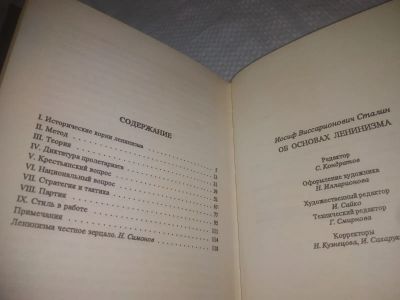 СОДЕРЖАНИЕ
I. Исторические корни ленинизма
II. Метод
III. Теория
IV. Диктатура пролетариата
V. Крестьянский вопрос
VI. Национальный вопрос
VII. Стратегия и тактика
VIII. Партия
IX. Стиль в работе
Примечания
Ленинизма честное зерцало. Н. Симонов
Иосиф Виссарионович Сталин
ОБ ОСНОВАХ ЛЕНИНИЗМА
Редактор
С. Кондратов
Оформление художника
Н. Илларионова
Художественный редактор
И. Сайко
Технический редактор
Г. Смирнова
Корректоры
Н. Кузнецова, И. Сахарук